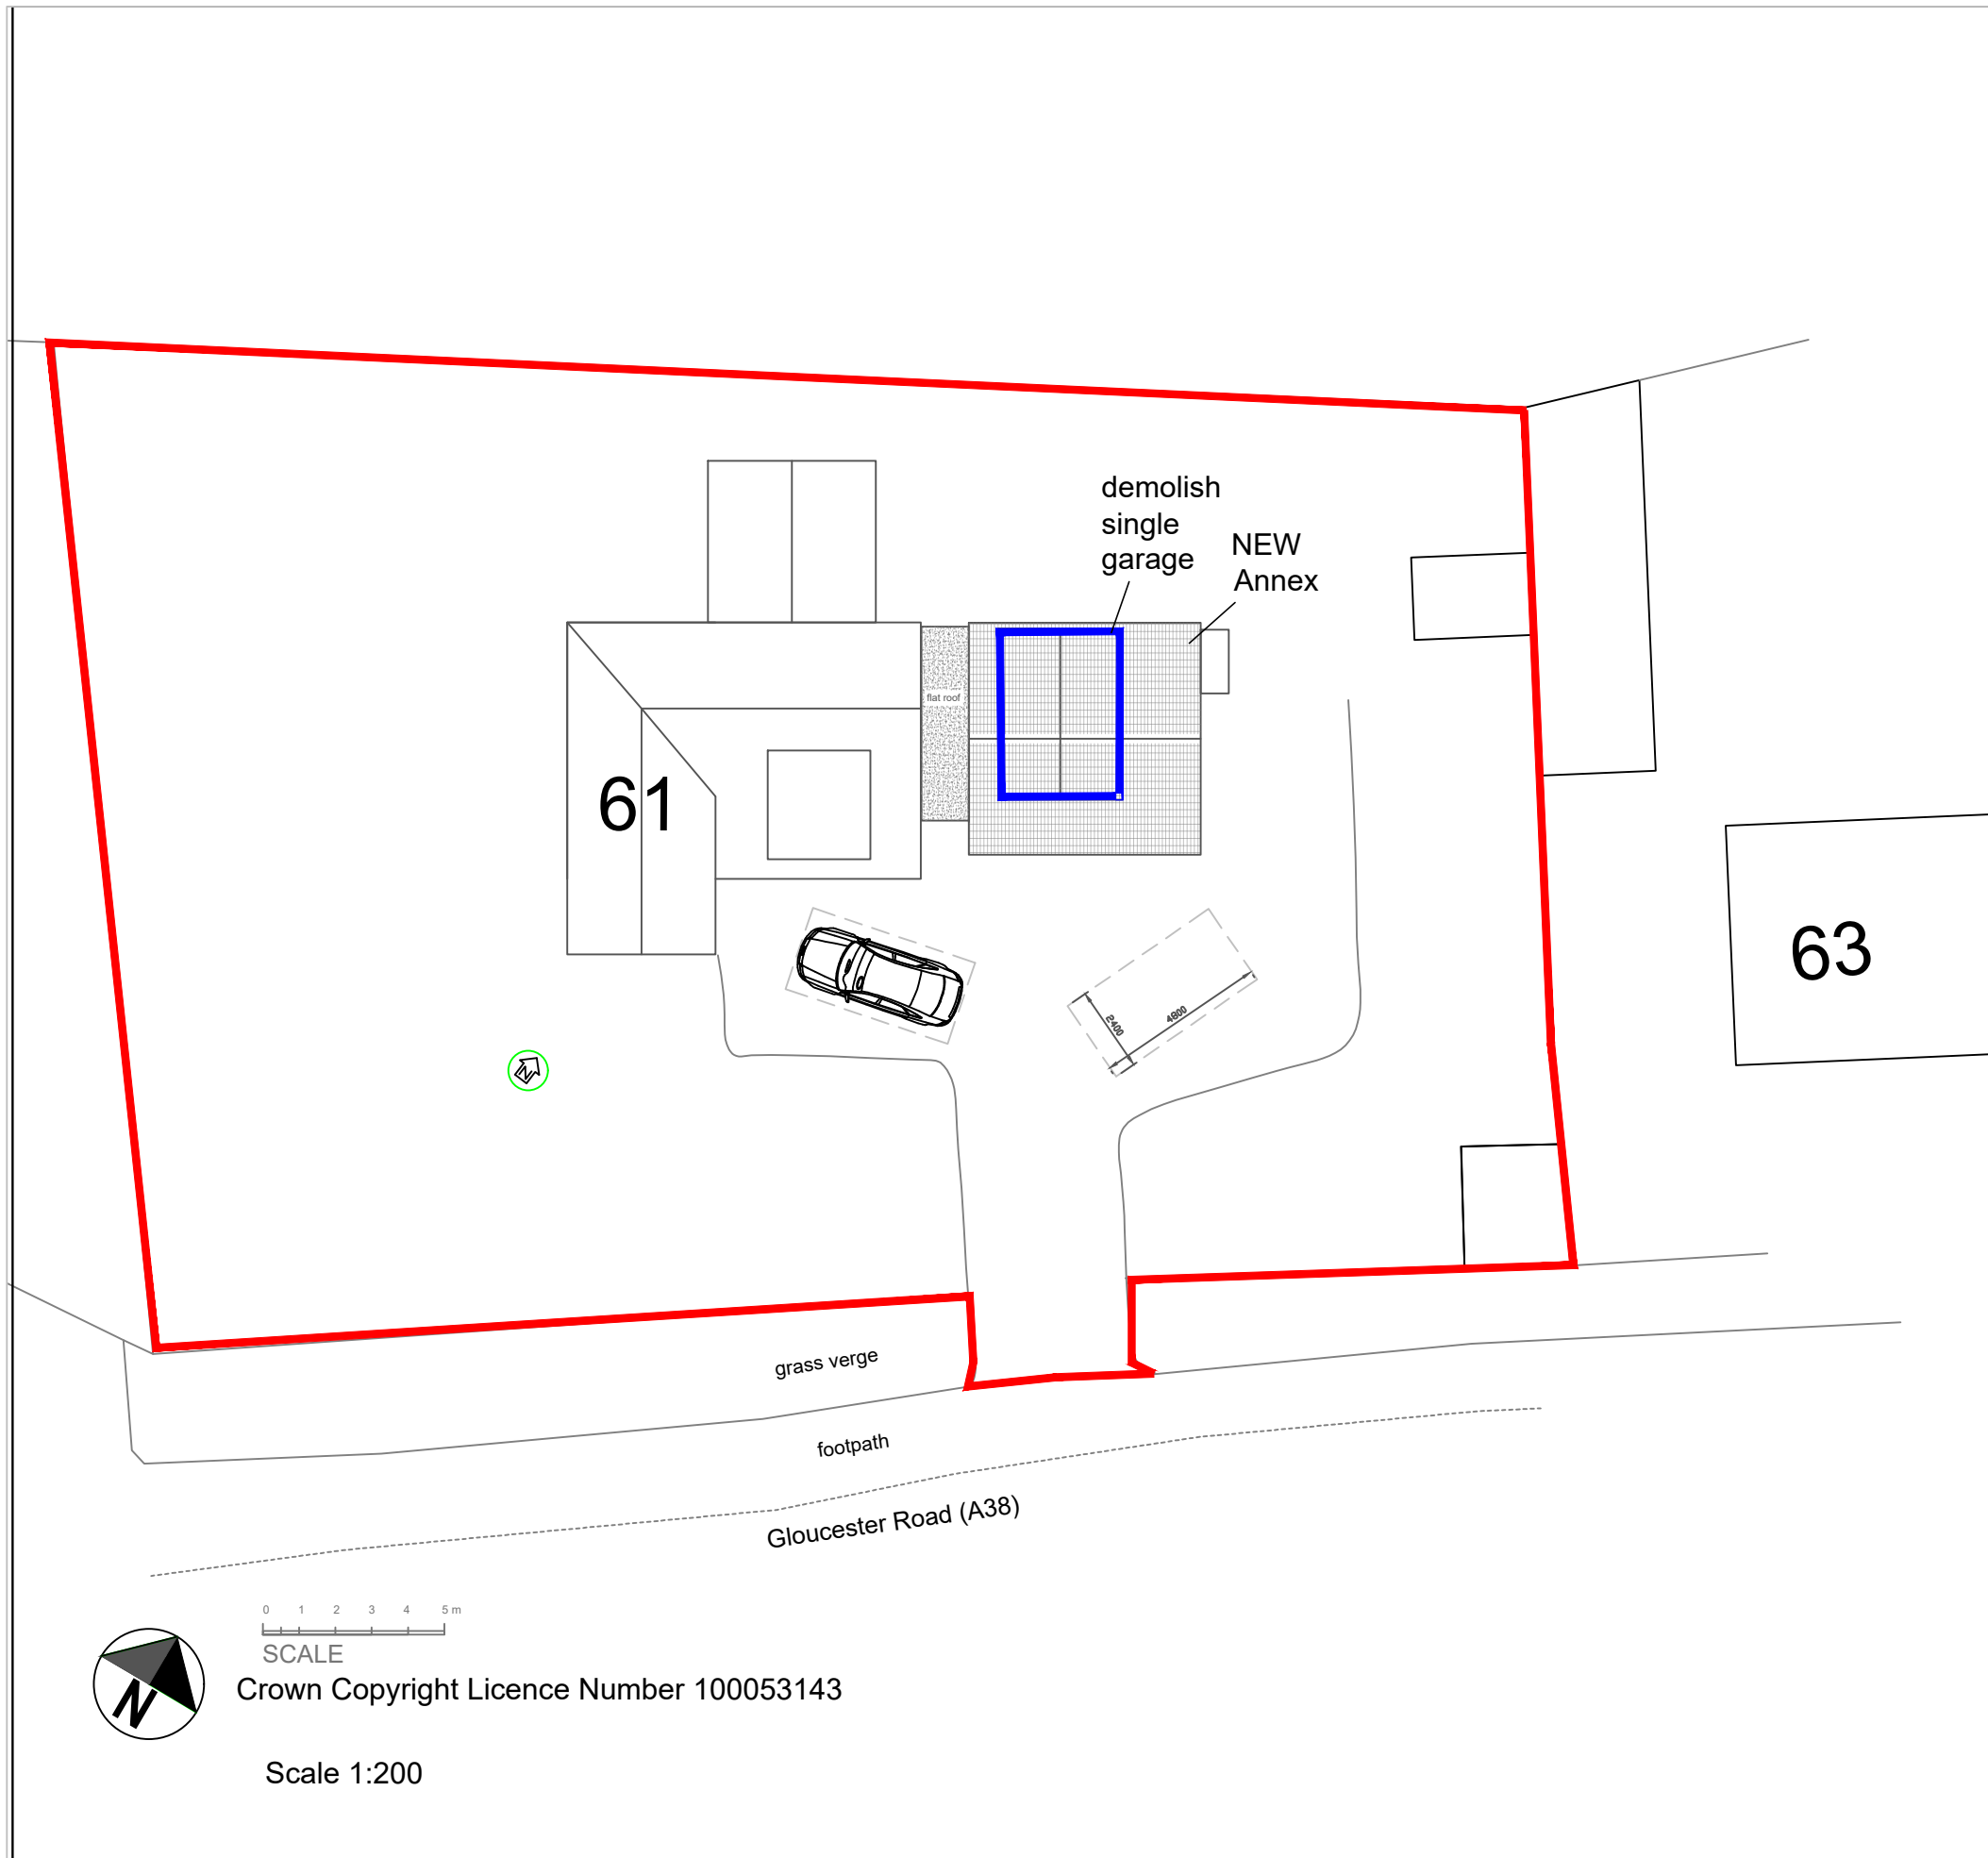 demolish
single
garage
NEW
Annex
flat roof
61
63
2400
4800
N
grass verge
footpath
Gloucester Road (A38)
0 1 2 3 4 5 m
SCALE
N
Crown Copyright Licence Number 100053143
Scale 1:200